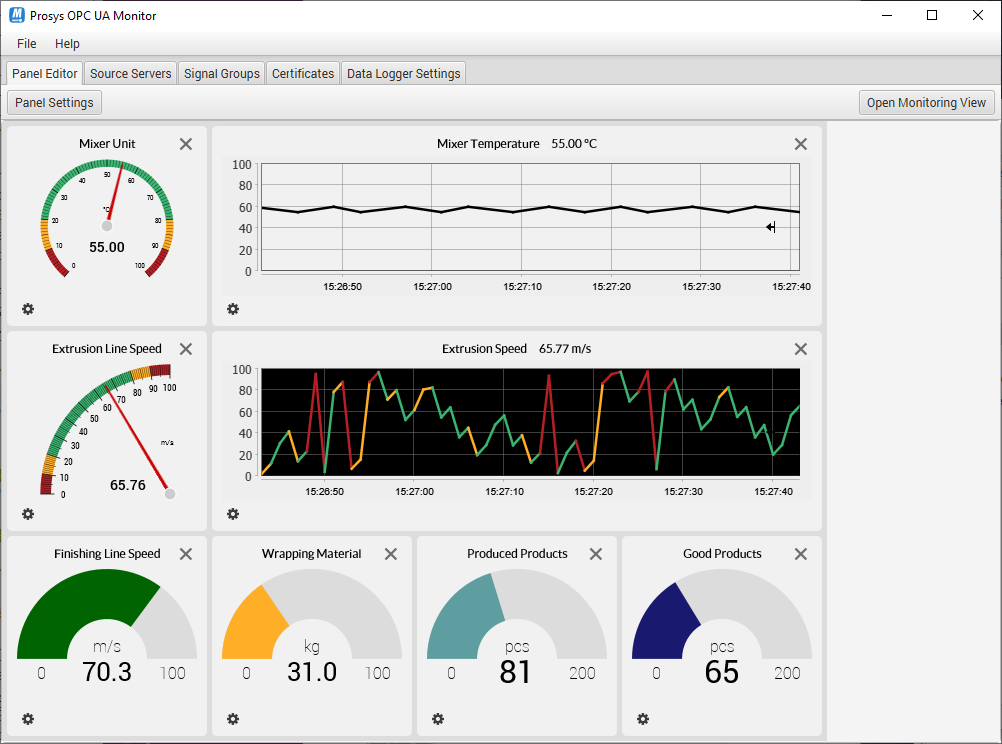 Prosys OPC UA Monitor
File Help
Panel Editor Source Servers Signal Groups Certificates Data Logger Settings
Panel Settings Open Monitoring View
Mixer Unit
0 10 20 30 40 50 60 70 80 90 100
°C
55.00
Mixer Temperature 55.00 °C
100
80
60
40
20
0
15:26:50 15:27:00 15:27:10 15:27:20 15:27:30 15:27:40
Extrusion Line Speed
0 10 20 30 40 50 60 70 80 90 100
m/s
65.76
Extrusion Speed 65.77 m/s
100
80
60
40
20
0
15:26:50 15:27:00 15:27:10 15:27:20 15:27:30 15:27:40
Finishing Line Speed
m/s
0 70.3 100
Wrapping Material
kg
0 31.0 100
Produced Products
pcs
0 81 200
Good Products
pcs
0 65 200